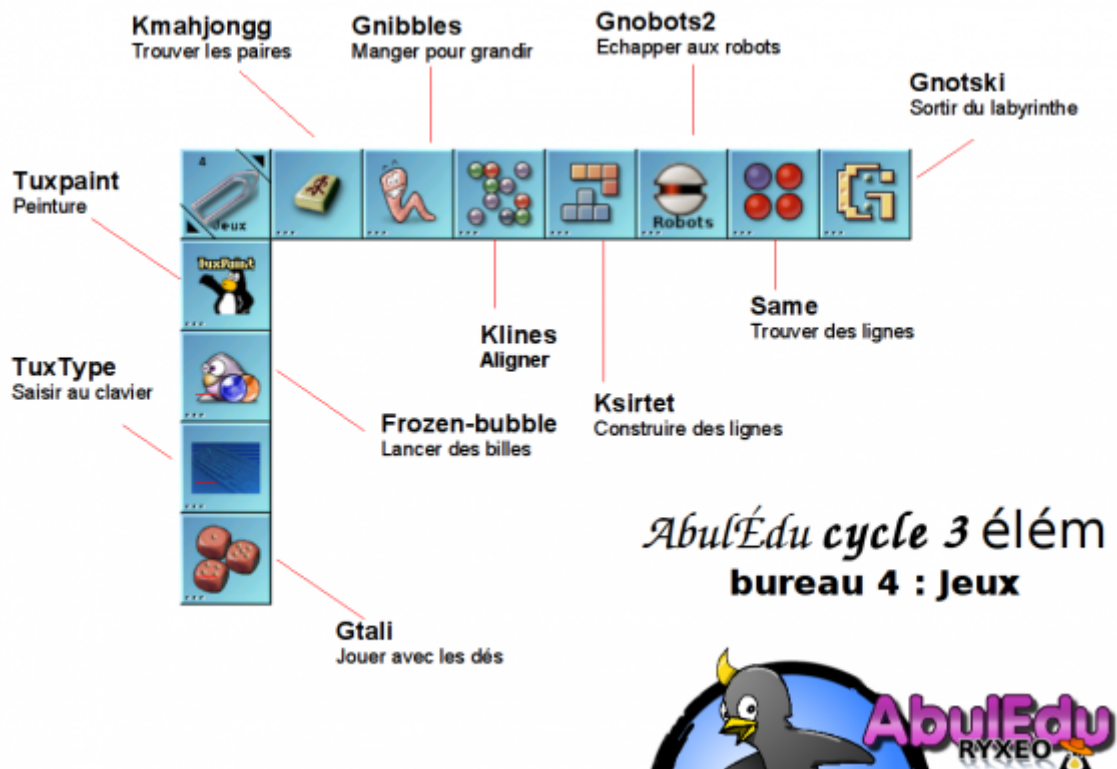 Kmahjongg
Trouver les paires
Gnibbles
Manger pour grandir
Gnobots2
Echapper aux robots
Gnotski
Sortir du labyrinthe
Tuxpaint
Peinture
4
Jeux
Robots
TuxPaint
Klines
Aligner
Same
Trouver des lignes
TuxType
Saisir au clavier
Ksirtet
Construire des lignes
Frozen-bubble
Lancer des billes
AbulÉdu cycle 3 élém
bureau 4 : Jeux
Gtali
Jouer avec les dés
AbulEdu
RYXEO